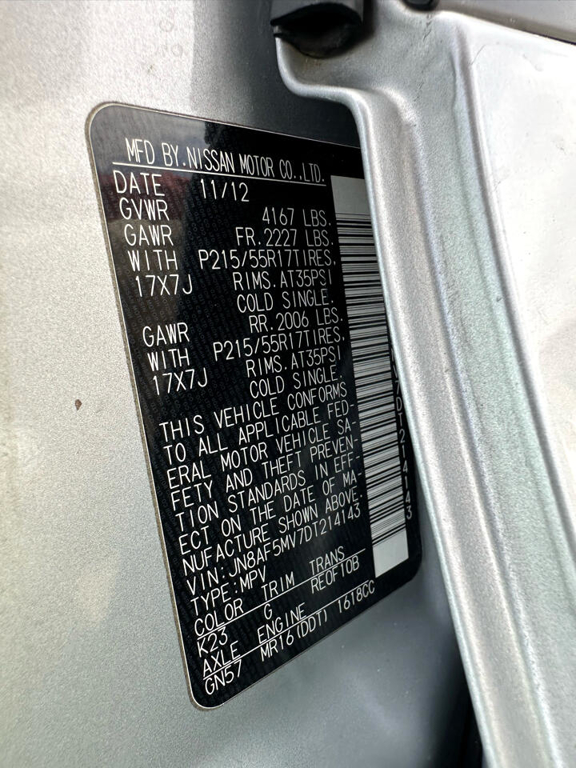 MFD BY.NISSAN MOTOR CO.,LTD.
DATE 11/12
GVWR 4167 LBS.
GAWR FR.2227 LBS.
WITH P215/55R17TIRES.
17X7J RIMS.AT35PSI
COLD SINGLE.
GAWR RR.2006 LBS.
WITH P215/55R17TIRES.
17X7J RIMS.AT35PSI
COLD SINGLE.
THIS VEHICLE CONFORMS
TO ALL APPLICABLE FED-
ERAL MOTOR VEHICLE SA-
FETY AND THEFT PREVEN-
TION STANDARDS IN EFF-
ECT ON THE DATE OF MA-
NUFACTURE SHOWN ABOVE.
VIN:JN8AF5MV7DT214143
TYPE:MPV
COLOR TRIM TRANS
K23 G RE0F10B
AXLE ENGINE
GN57 MR16(DDT) 1618CC